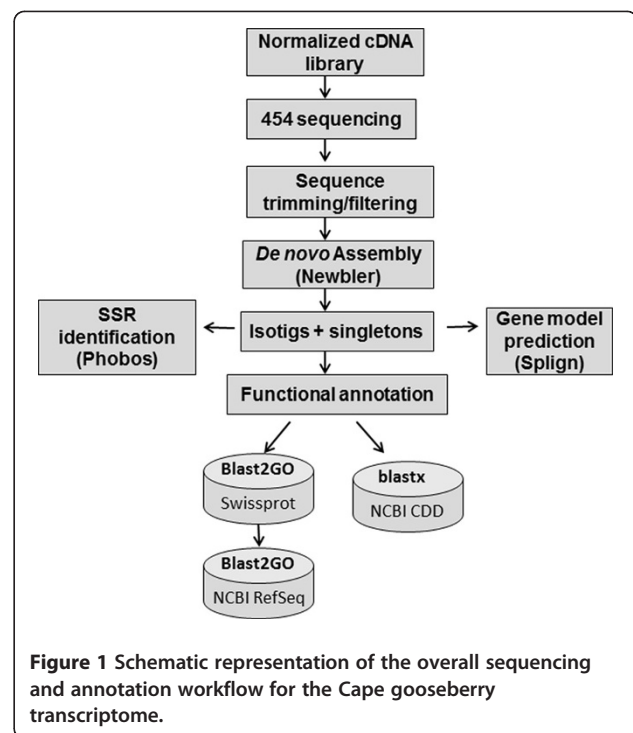 Normalized cDNA
library
454 sequencing
Sequence
trimming/filtering
De novo Assembly
(Newbler)
SSR
identification
(Phobos)
Isotigs + singletons
Gene model
prediction
(Splign)
Functional annotation
Blast2GO
Swissprot
blastx
NCBI CDD
Blast2GO
NCBI RefSeq
Figure 1 Schematic representation of the overall sequencing
and annotation workflow for the Cape gooseberry
transcriptome.